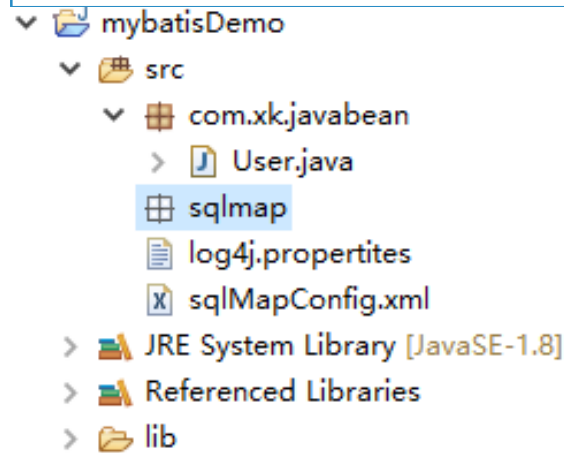 mybatisDemo
src
com.xk.javabean
User.java
sqlmap
log4j.propertites
sqlMapConfig.xml
JRE System Library [JavaSE-1.8]
Referenced Libraries
lib